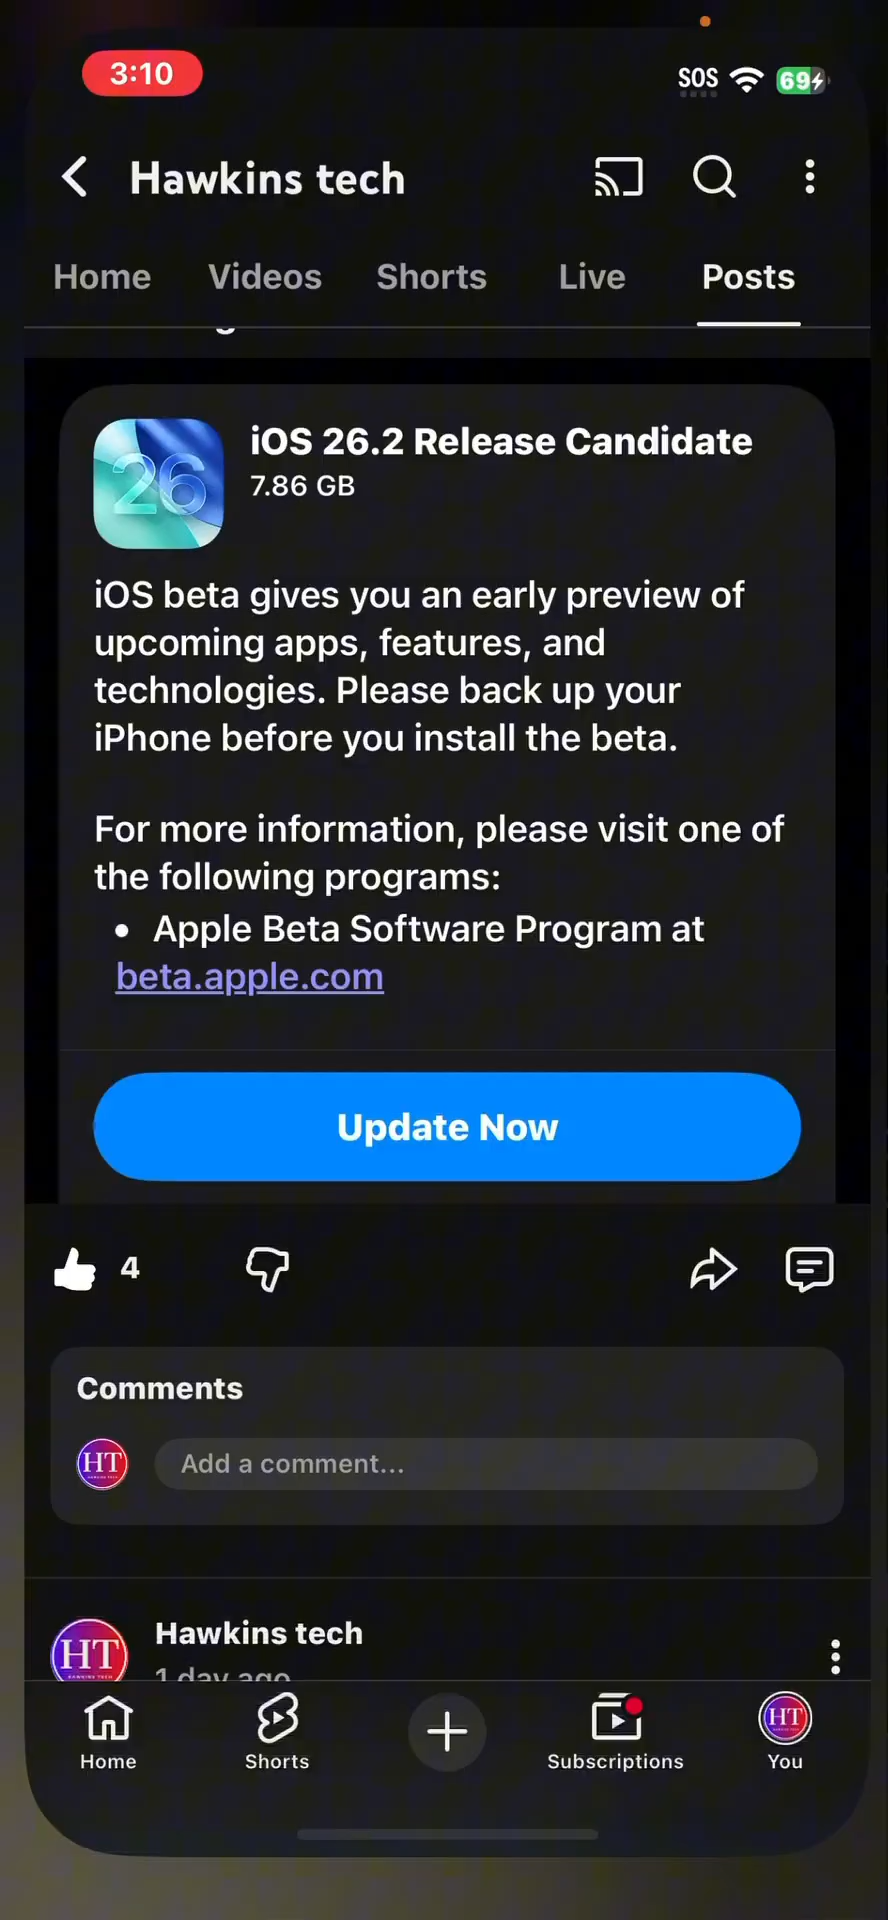 3:10
SOS
69
Hawkins tech
Home Videos Shorts Live Posts
26
iOS 26.2 Release Candidate
7.86 GB
iOS beta gives you an early preview of
upcoming apps, features, and
technologies. Please back up your
iPhone before you install the beta.
For more information, please visit one of
the following programs:
• Apple Beta Software Program at
beta.apple.com
Update Now
4
Comments
HT
Add a comment...
HT
Hawkins tech
1 day ago
Home Shorts Subscriptions HT You